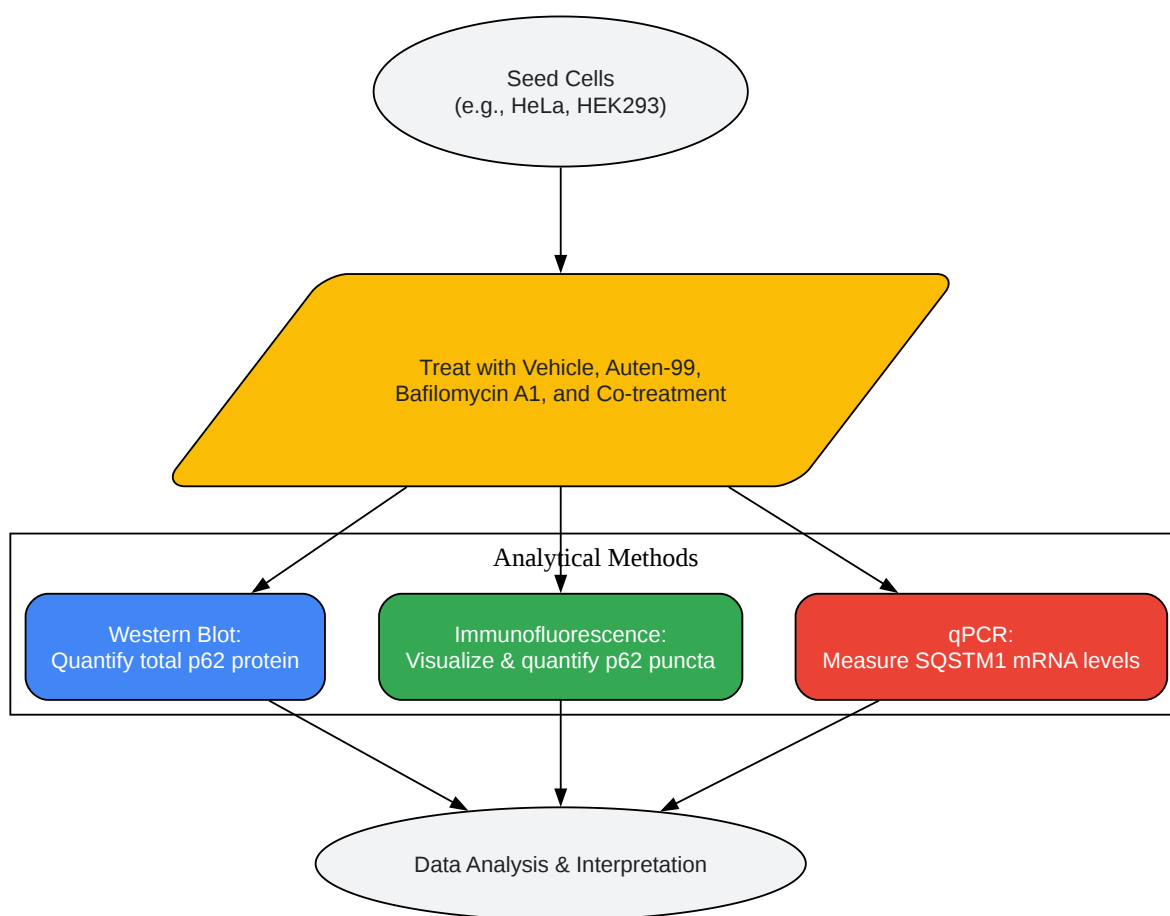 Seed Cells
(e.g., HeLa, HEK293)
Treat with Vehicle, Auten-99,
Bafilomycin A1, and Co-treatment
Analytical Methods
Western Blot:
Quantify total p62 protein
Immunofluorescence:
Visualize & quantify p62 puncta
qPCR:
Measure SQSTM1 mRNA levels
Data Analysis & Interpretation